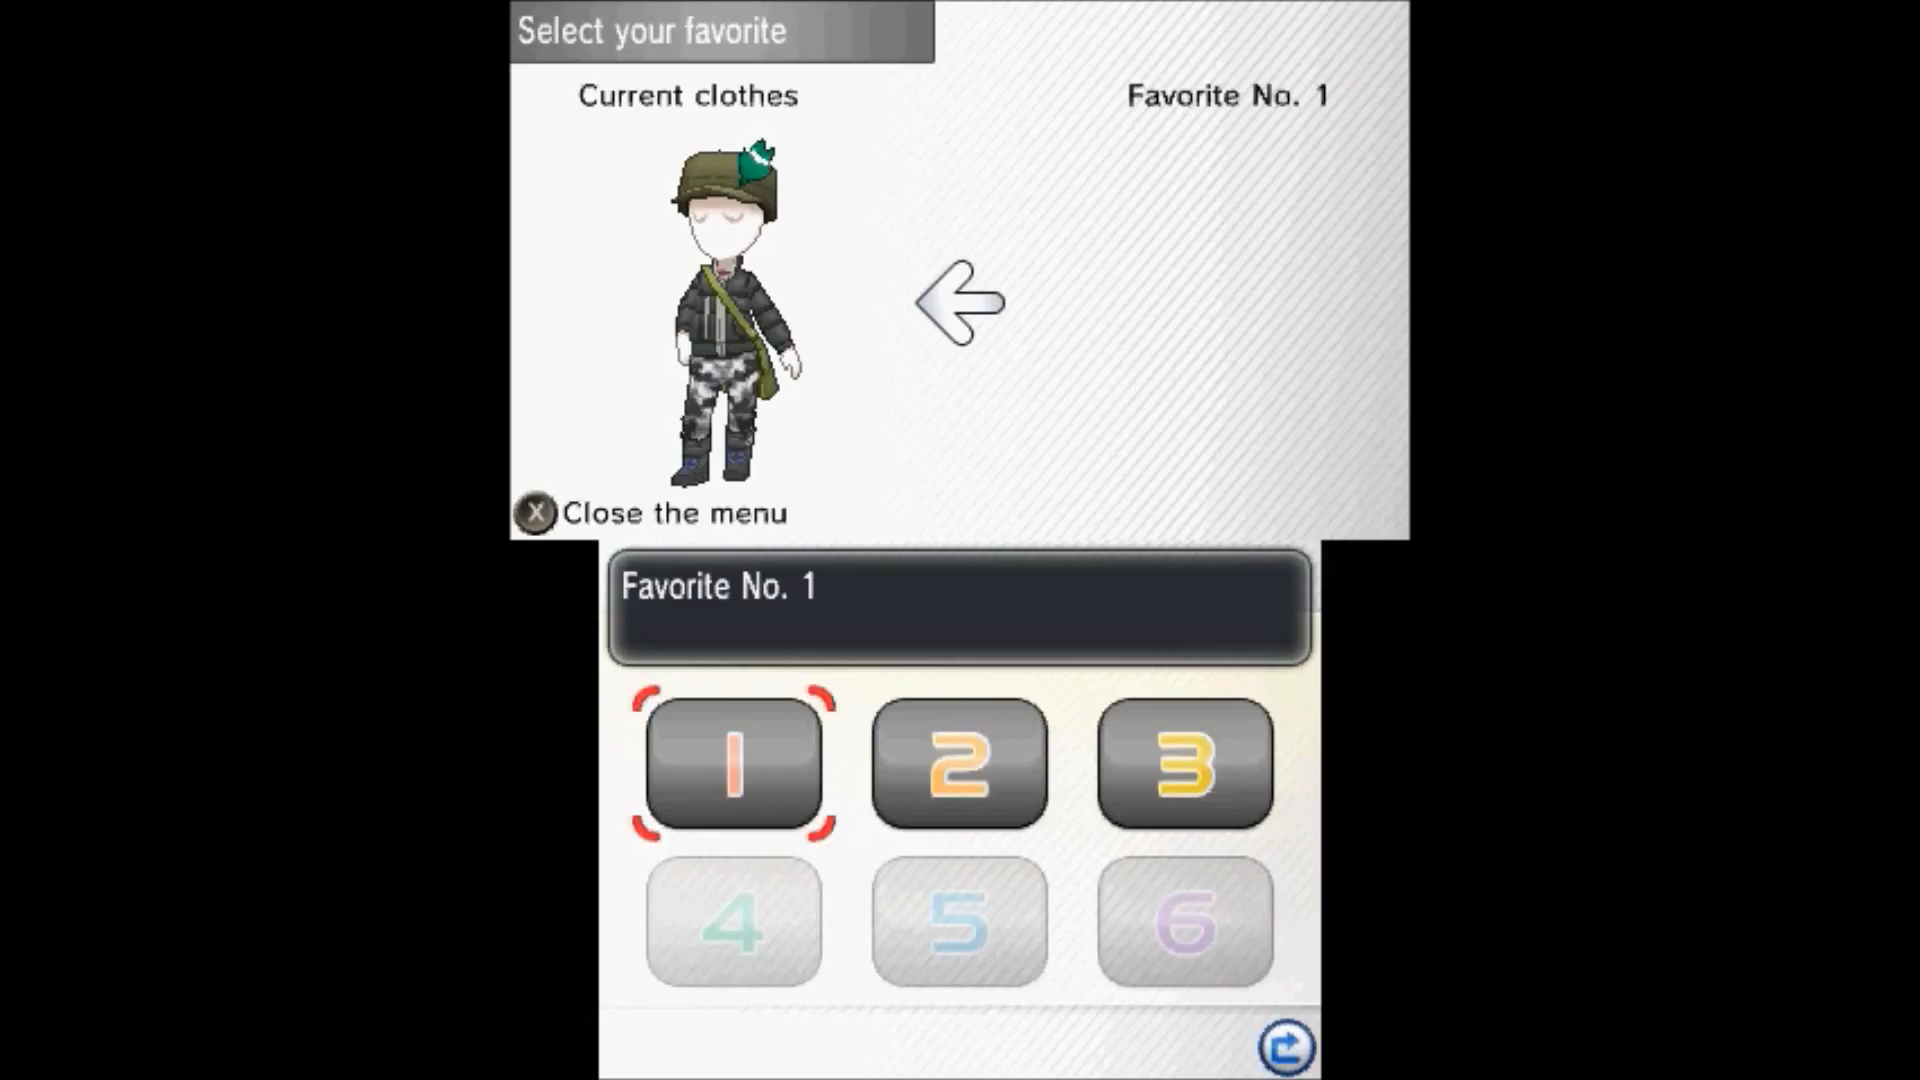 Select your favorite
Current clothes
Favorite No. 1
X Close the menu
Favorite No. 1
1 2 3
4 5 6